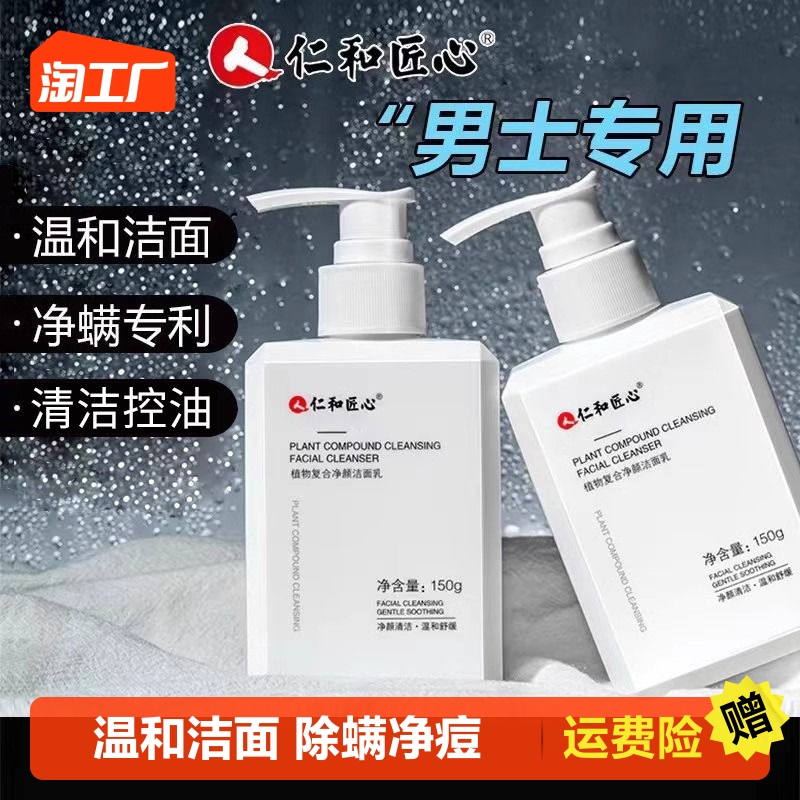 淘工厂
仁和匠心®
“男士专用
·温和洁面
·净螨专利
·清洁控油
仁和匠心®
PLANT COMPOUND CLEANSING
FACIAL CLEANSER
植物复合净颜洁面乳
PLANT COMPOUND CLEANSING
净含量：150g
FACIAL CLEANSING
GENTLE SOOTHING
净颜清洁·温和舒缓
仁和匠心®
PLANT COMPOUND CLEANSING
FACIAL CLEANSER
植物复合净颜洁面乳
PLANT COMPOUND CLEANSING
净含量：150g
FACIAL CLEANSING
GENTLE SOOTHING
净颜清洁·温和舒缓
温和洁面 除螨净痘
运费险
赠